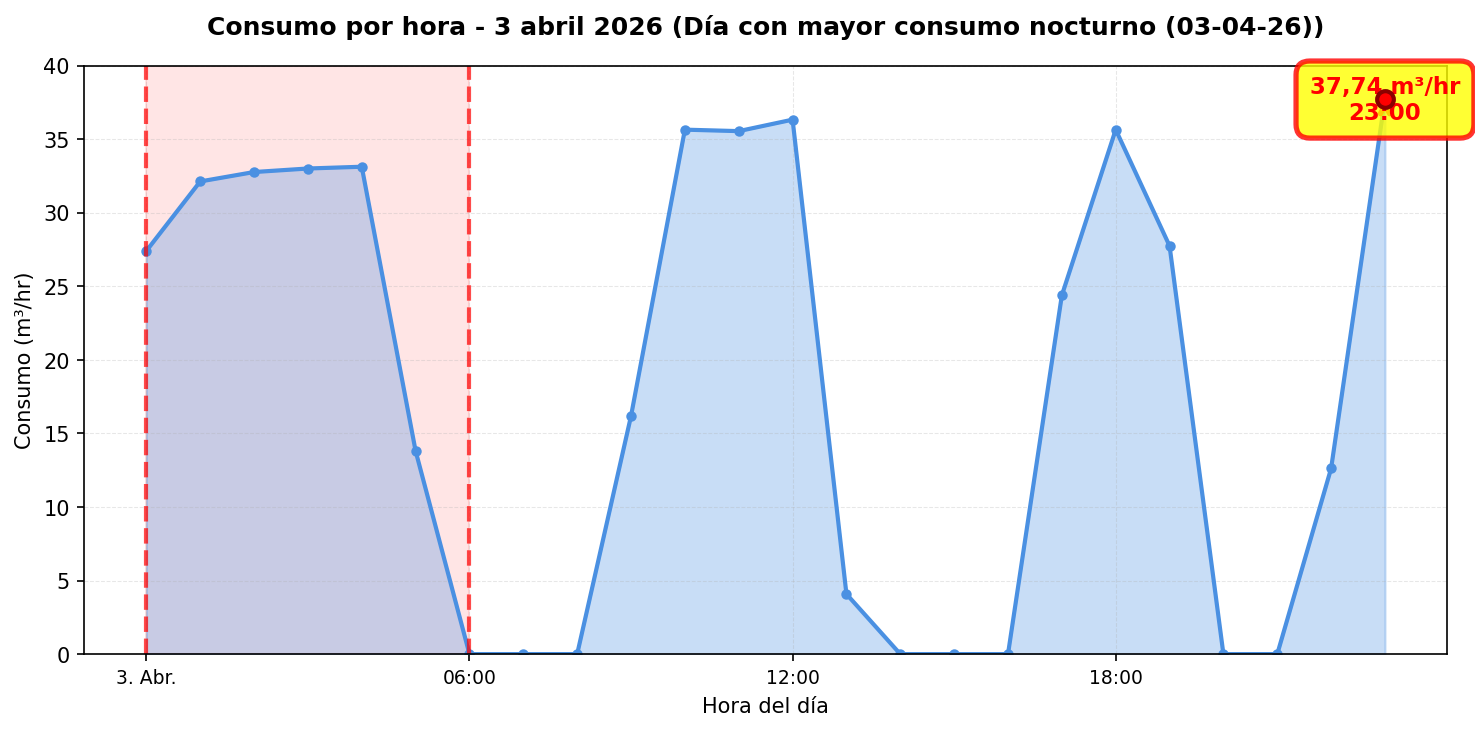 Consumo por hora - 3 abril 2026 (Día con mayor consumo nocturno (03-04-26))
37,74 m³/hr
23:00
40
35
30
25
20
15
10
5
0
Consumo (m³/hr)
3. Abr.
06:00
12:00
18:00
Hora del día